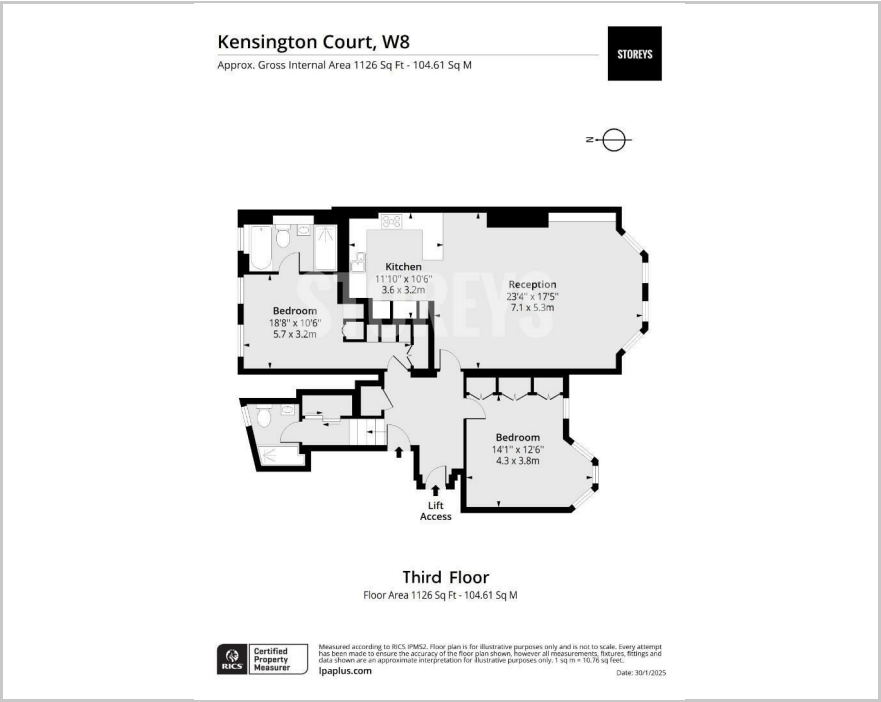 Kensington Court, W8
Approx. Gross Internal Area 1126 Sq Ft - 104.61 Sq M
STOREYS
N
Kitchen
11'10" x 10'6"
3.6 x 3.2m
Reception
23'4" x 17'5"
7.1 x 5.3m
STOREYS
Bedroom
18'8" x 10'6"
5.7 x 3.2m
Bedroom
14'1" x 12'6"
4.3 x 3.8m
Lift
Access
Third Floor
Floor Area 1126 Sq Ft - 104.61 Sq M
RICS
Certified
Property
Measurer
Measured according to RICS IPMS2. Floor plan is for illustrative purposes only and is not to scale. Every attempt
has been made to ensure the accuracy of the floor plan shown, however all measurements, fixtures, fittings and
data shown are an approximate interpretation for illustrative purposes only. 1 sq m = 10.76 sq feet.
lpaplus.com
Date: 30/1/2025